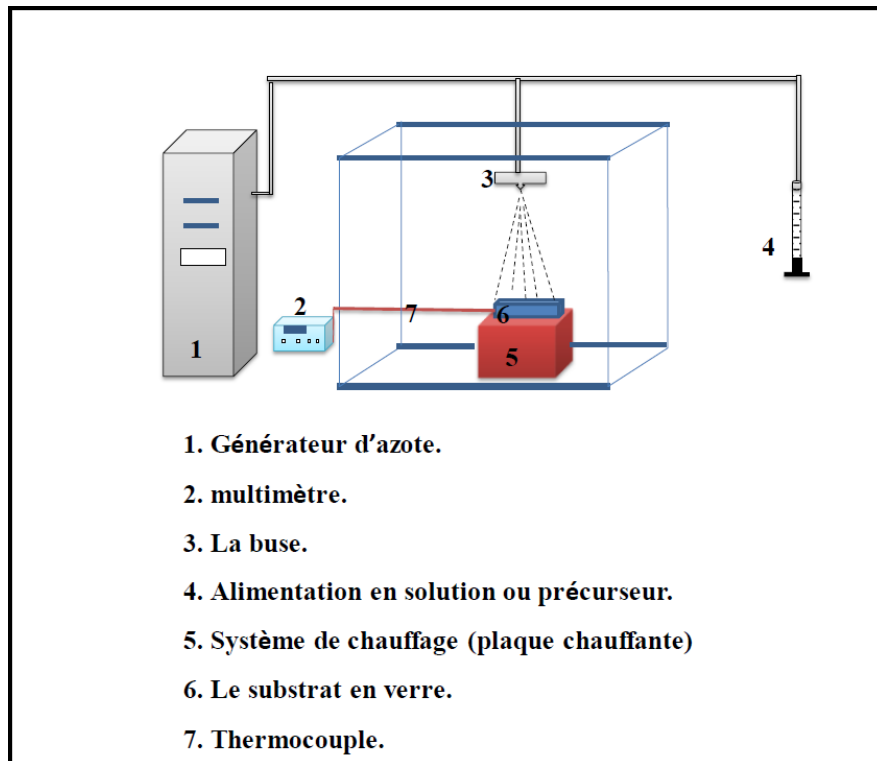 3
4
2
7
6
1
5
1. Générateur d’azote.
2. multimètre.
3. La buse.
4. Alimentation en solution ou précurseur.
5. Système de chauffage (plaque chauffante)
6. Le substrat en verre.
7. Thermocouple.